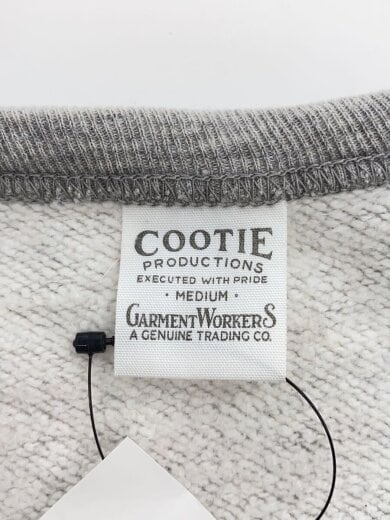 COOTIE
PRODUCTIONS
EXECUTED WITH PRIDE
· MEDIUM ·
GARMENTWORKERS
A GENUINE TRADING CO.